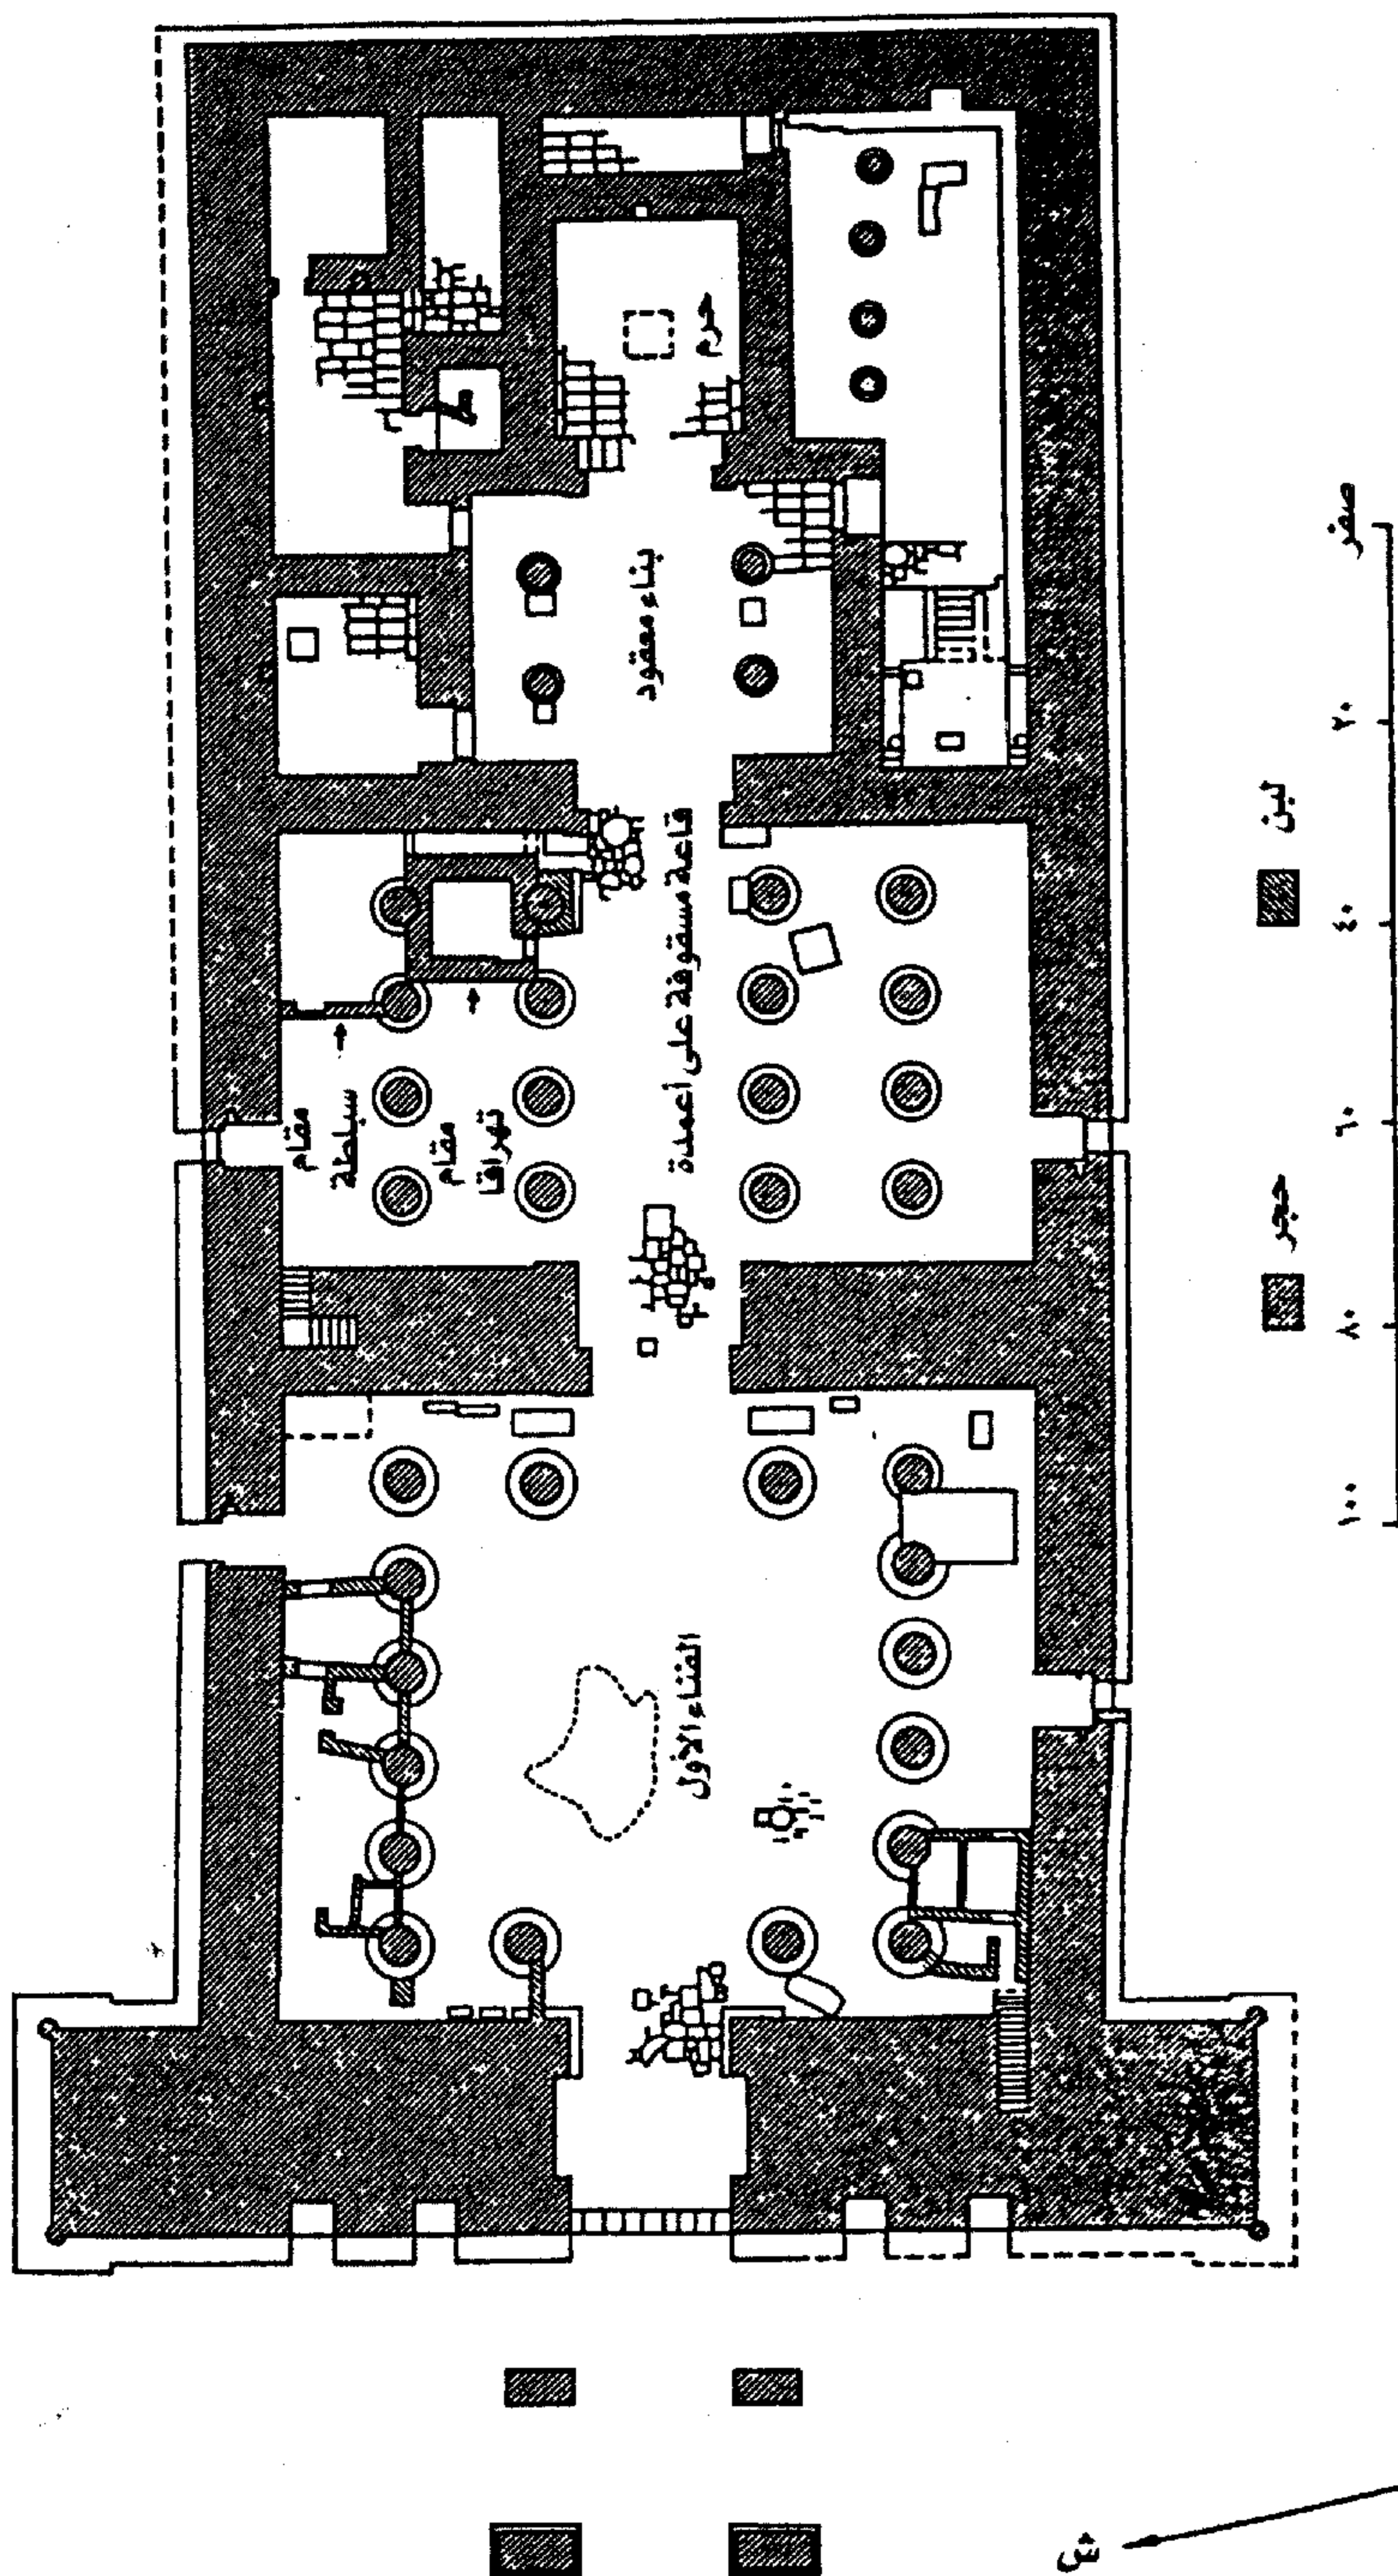 حرم
بناء معقود
قاعة مسقوفة على أعمدة
مقام
سباطة
مقام
تهراقا
الفناء الأول
لبن
حجر
صفر
٢٠
٤٠
٦٠
٨٠
١٠٠